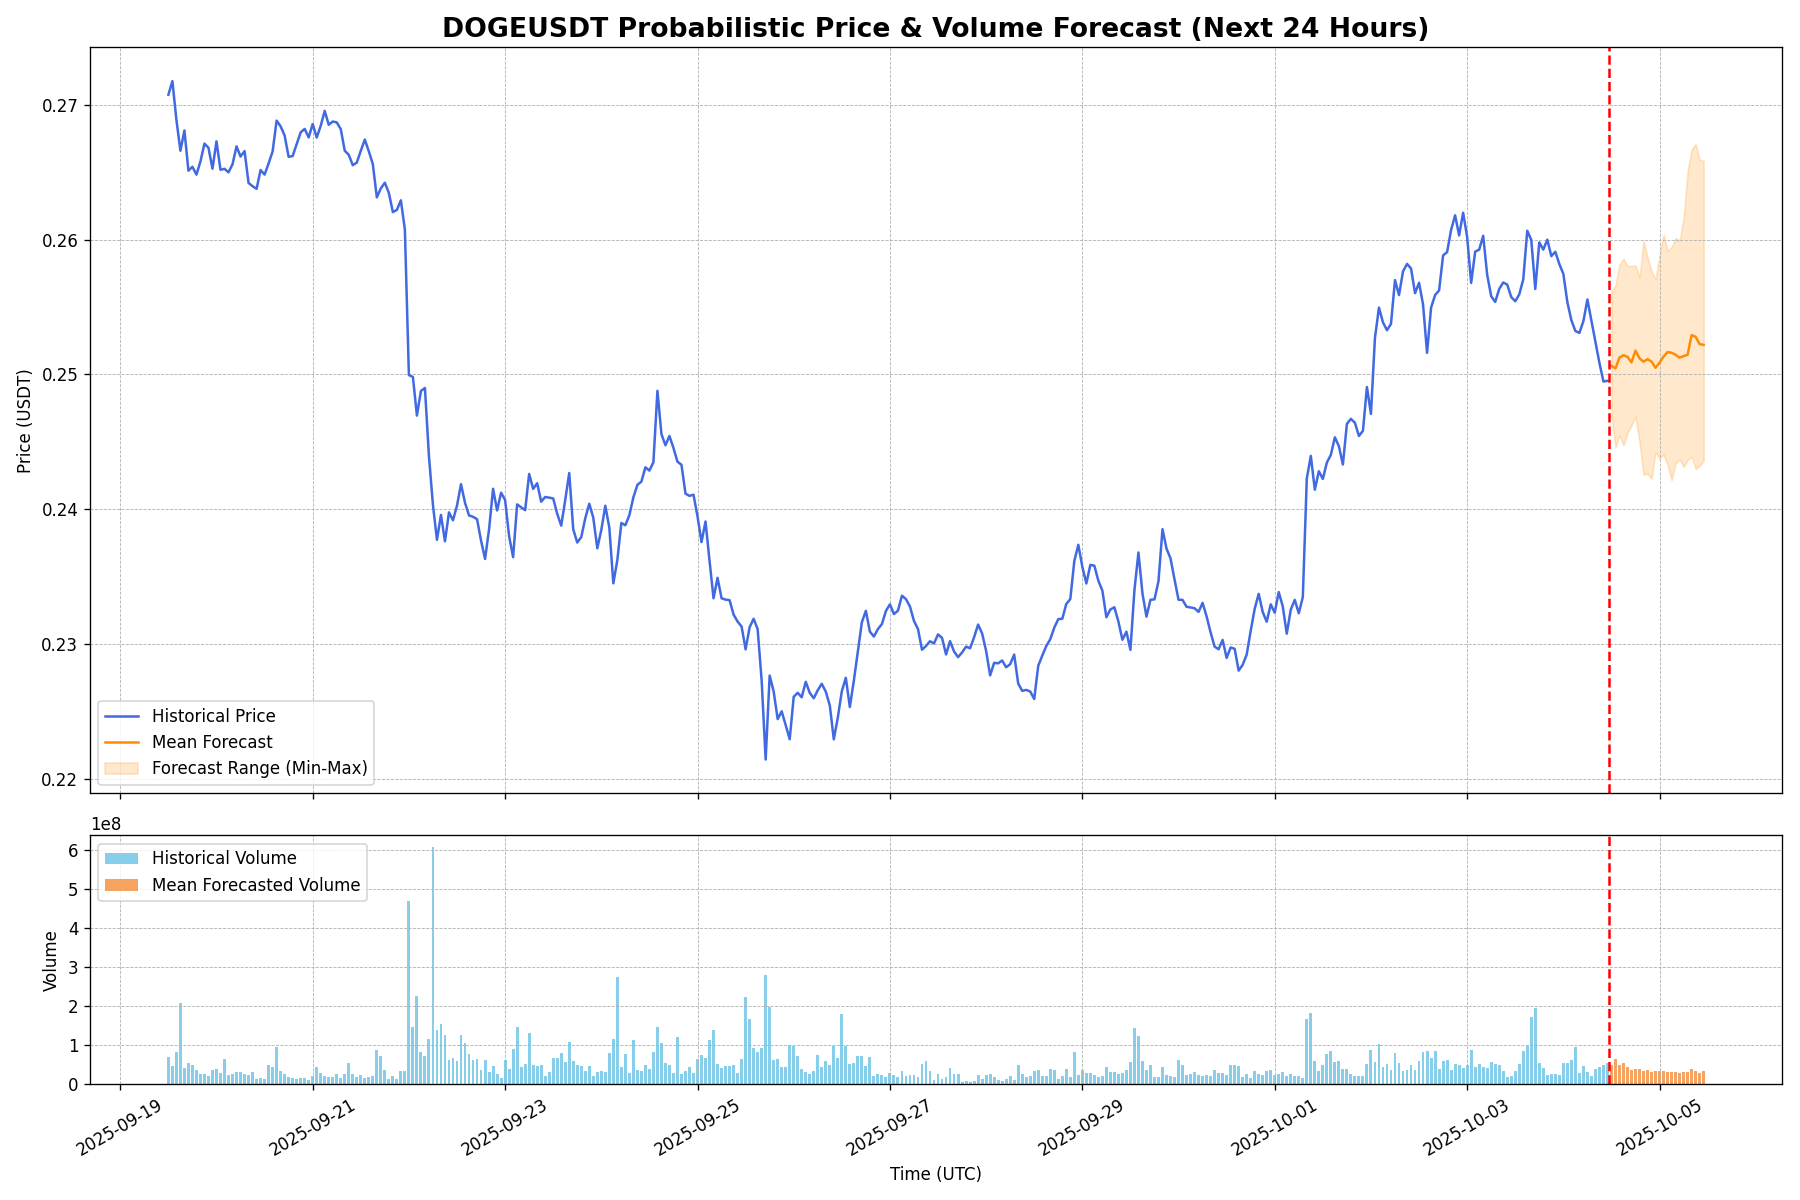 DOGEUSDT Probabilistic Price & Volume Forecast (Next 24 Hours)
Price (USDT)
0.27
0.26
0.25
0.24
0.23
0.22
Historical Price
Mean Forecast
Forecast Range (Min-Max)
1e8
Volume
6
5
4
3
2
1
0
Historical Volume
Mean Forecasted Volume
2025-09-19
2025-09-21
2025-09-23
2025-09-25
2025-09-27
2025-09-29
2025-10-01
2025-10-03
2025-10-05
Time (UTC)